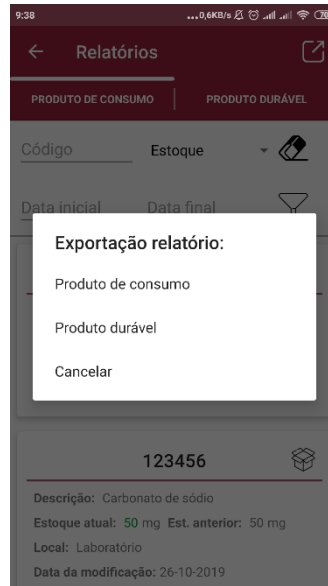 9:38 ...0,6KB/s 70
Relatórios
PRODUTO DE CONSUMO PRODUTO DURÁVEL
Código Estoque
Data inicial Data final
Exportação relatório:
Produto de consumo
Produto durável
Cancelar
123456
Descrição: Carbonato de sódio
Estoque atual: 50 mg Est. anterior: 50 mg
Local: Laboratório
Data da modificação: 26-10-2019